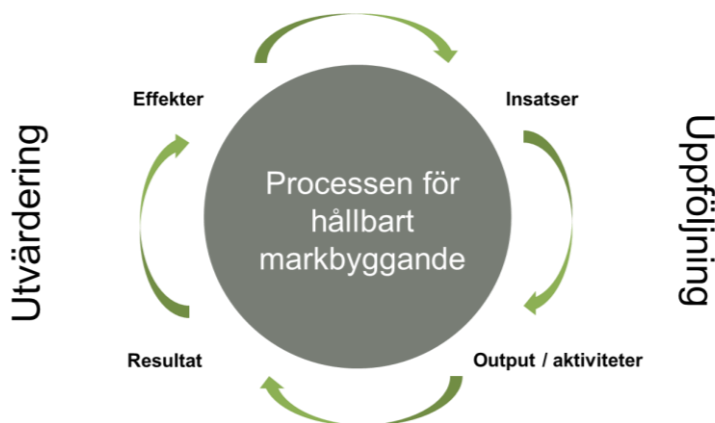 Effekter
Insatser
Utvärdering
Processen för
hållbart
markbyggande
Uppföljning
Resultat
Output / aktiviteter